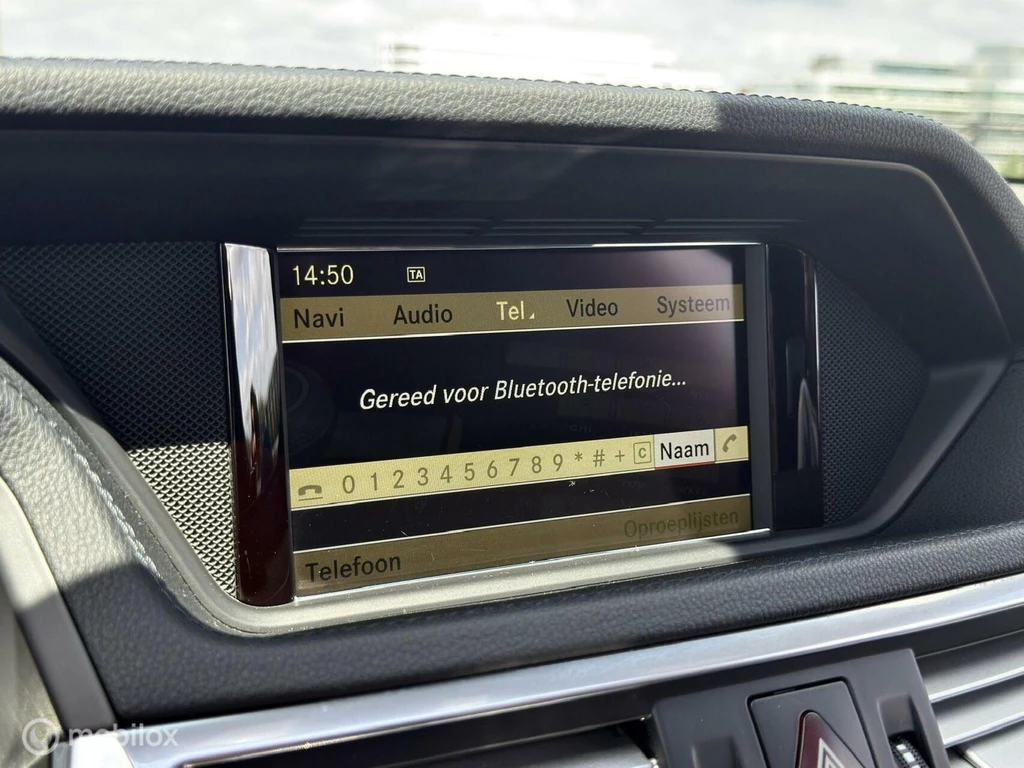 14:50 TA
Navi Audio Tel Video Systeem
Gereed voor Bluetooth-telefonie...
0 1 2 3 4 5 6 7 8 9 * # + C Naam
Telefoon Oproeplijsten
mobilox